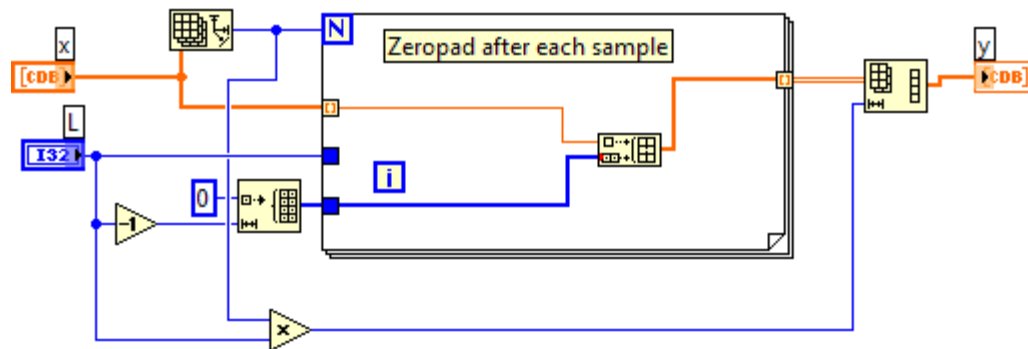 x
[CDB]
L
I32
N
Zeropad after each sample
i
0
-1
x
y
[CDB]